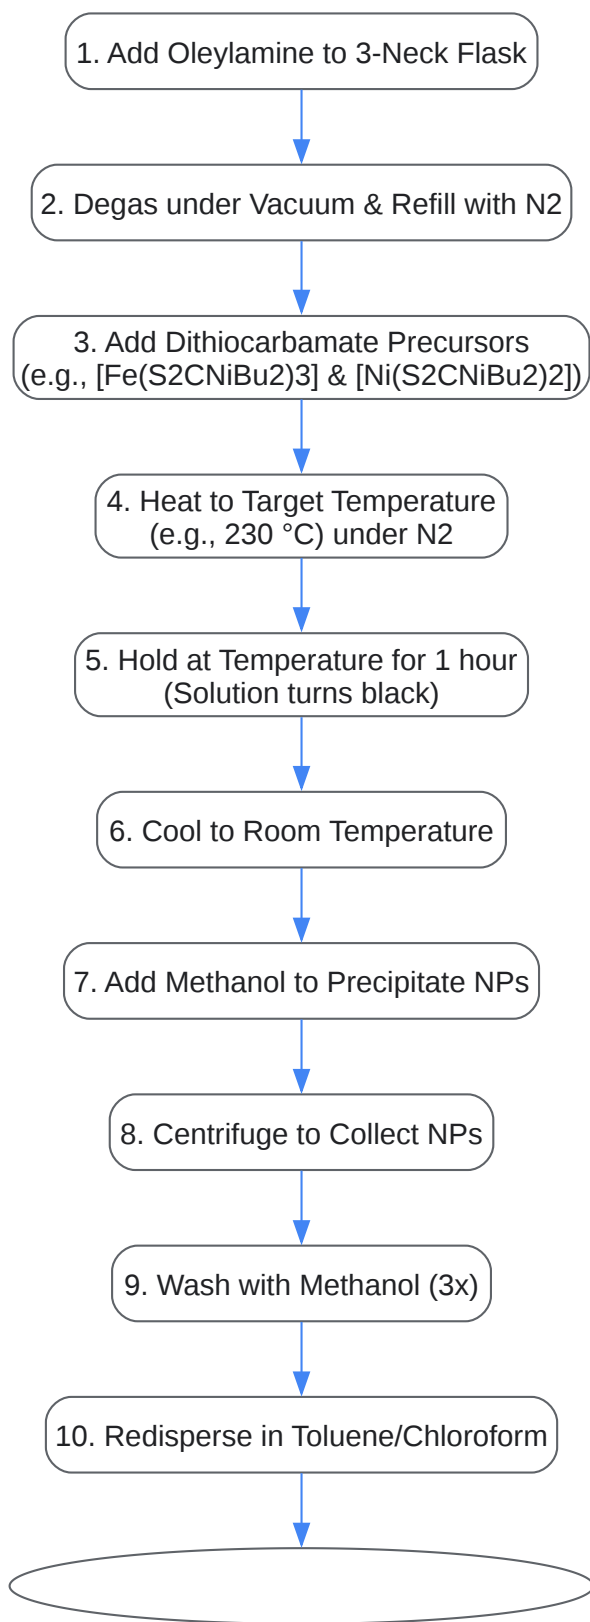 1. Add Oleylamine to 3-Neck Flask
2. Degas under Vacuum & Refill with N2
3. Add Dithiocarbamate Precursors
(e.g., [Fe(S2CNiBu2)3] & [Ni(S2CNiBu2)2])
4. Heat to Target Temperature
(e.g., 230 °C) under N2
5. Hold at Temperature for 1 hour
(Solution turns black)
6. Cool to Room Temperature
7. Add Methanol to Precipitate NPs
8. Centrifuge to Collect NPs
9. Wash with Methanol (3x)
10. Redisperse in Toluene/Chloroform